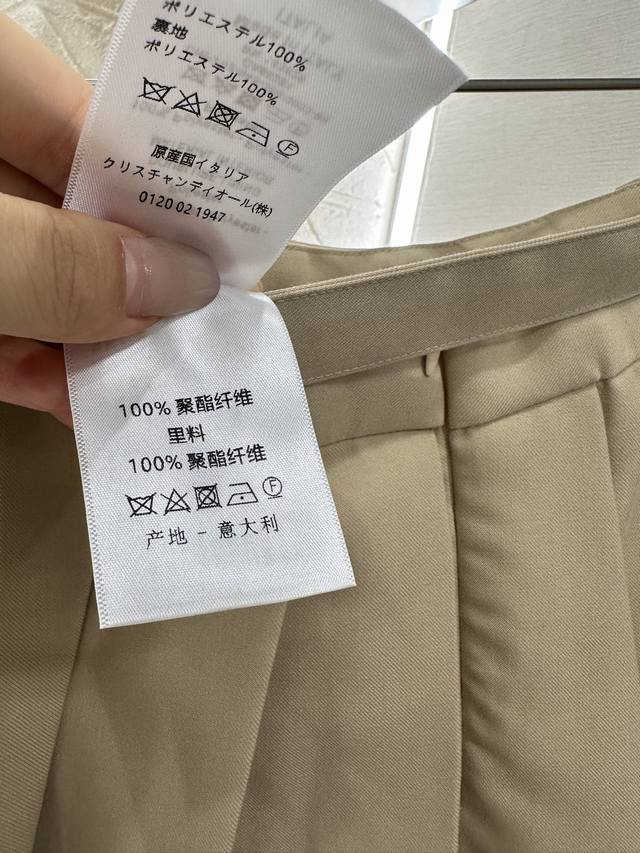 ポリエステル100%
裏地
ポリエステル100%
原産国イタリア
クリスチャンディオール(株)
0120 02 1947
100% 聚酯纤维
里料
100% 聚酯纤维
F
产地 - 意大利